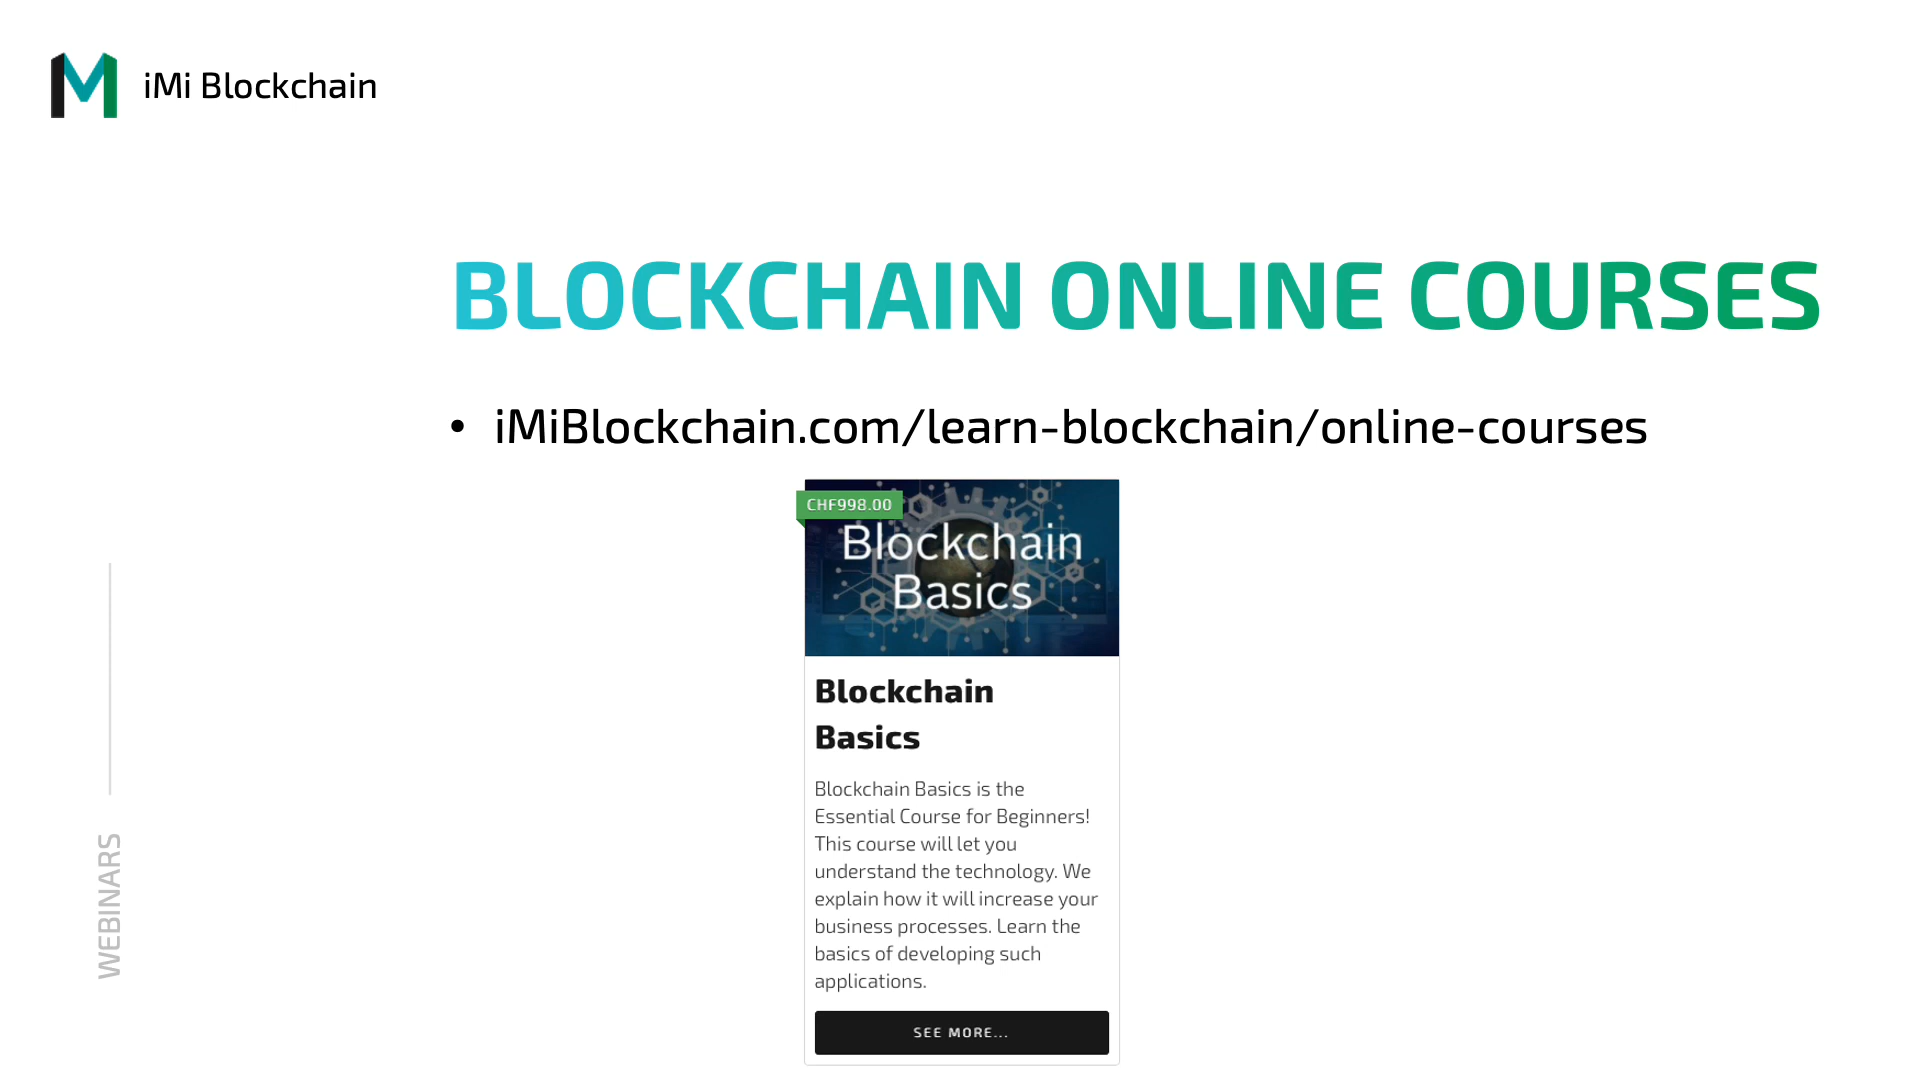 iMi Blockchain
BLOCKCHAIN ONLINE COURSES
• iMiBlockchain.com/learn-blockchain/online-courses
CHF998.00
Blockchain
Basics
Blockchain
Basics
Blockchain Basics is the
Essential Course for Beginners!
This course will let you
understand the technology. We
explain how it will increase your
business processes. Learn the
basics of developing such
applications.
SEE MORE...
WEBINARS